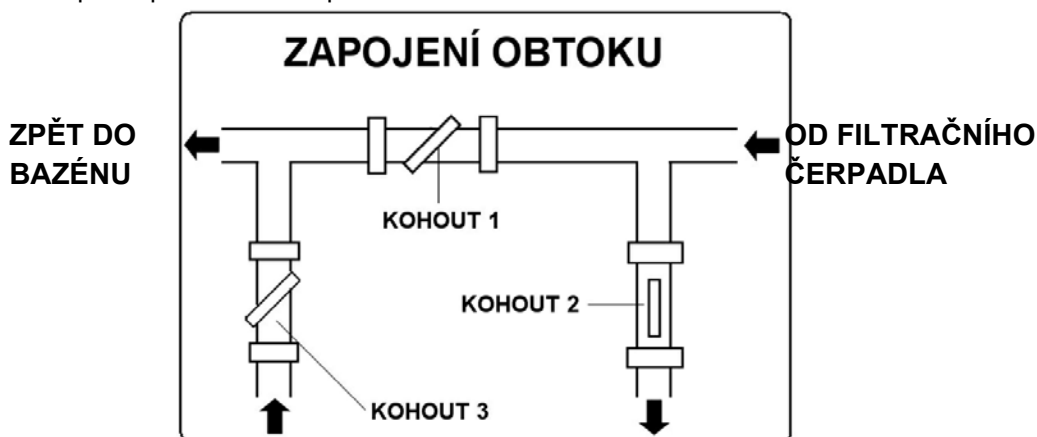 ZAPOJENÍ OBTOKU
ZPĚT DO
BAZÉNU
OD FILTRAČNÍHO
ČERPADLA
KOHOUT 1
KOHOUT 2
KOHOUT 3